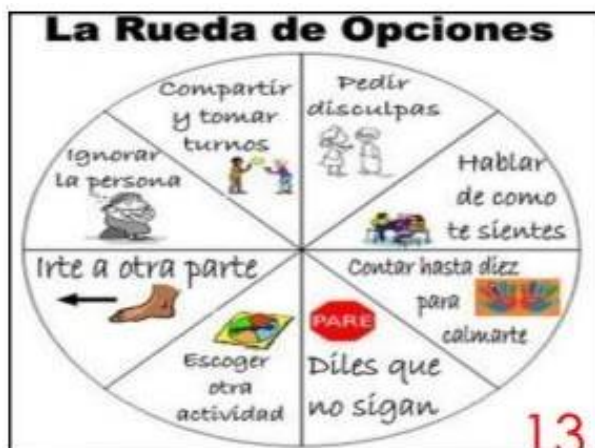 La Rueda de Opciones
Compartir
y tomar
turnos
Pedir
disculpas
Hablar
de como
te sientes
Contar hasta diez
para
calmarte
PARE
Diles que
no sigan
Escoger
otra
actividad
Irte a otra parte
Ignorar
la persona
13